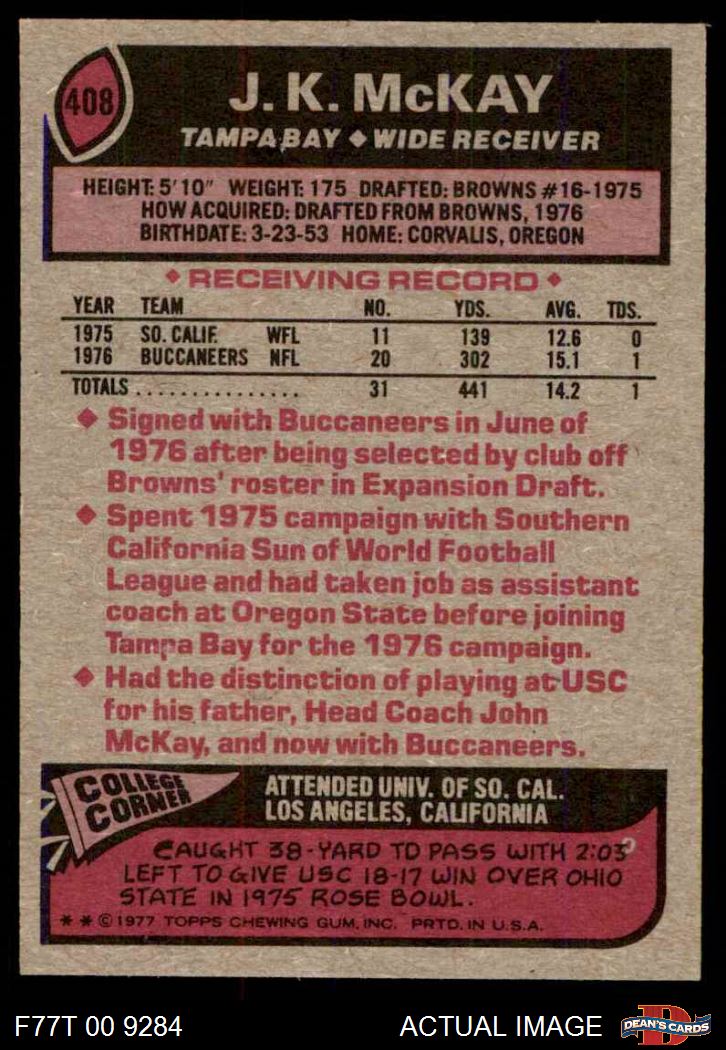 408
J. K. McKAY
TAMPA BAY ◆ WIDE RECEIVER
HEIGHT: 5'10" WEIGHT: 175 DRAFTED: BROWNS #16-1975
HOW ACQUIRED: DRAFTED FROM BROWNS, 1976
BIRTHDATE: 3-23-53 HOME: CORVALIS, OREGON
◆ RECEIVING RECORD ◆
YEAR TEAM NO. YDS. AVG. TDS.
1975 SO. CALIF. WFL 11 139 12.6 0
1976 BUCCANEERS NFL 20 302 15.1 1
TOTALS ............... 31 441 14.2 1
◆ Signed with Buccaneers in June of
1976 after being selected by club off
Browns' roster in Expansion Draft.
◆ Spent 1975 campaign with Southern
California Sun of World Football
League and had taken job as assistant
coach at Oregon State before joining
Tampa Bay for the 1976 campaign.
◆ Had the distinction of playing at USC
for his father, Head Coach John
McKay, and now with Buccaneers.
COLLEGE
CORNER
ATTENDED UNIV. OF SO. CAL.
LOS ANGELES, CALIFORNIA
CAUGHT 38-YARD TD PASS WITH 2:03
LEFT TO GIVE USC 18-17 WIN OVER OHIO
STATE IN 1975 ROSE BOWL.
* * © 1977 TOPPS CHEWING GUM, INC. PRTD. IN U.S.A.
F77T 00 9284 ACTUAL IMAGE
D
DEAN'S CARDS